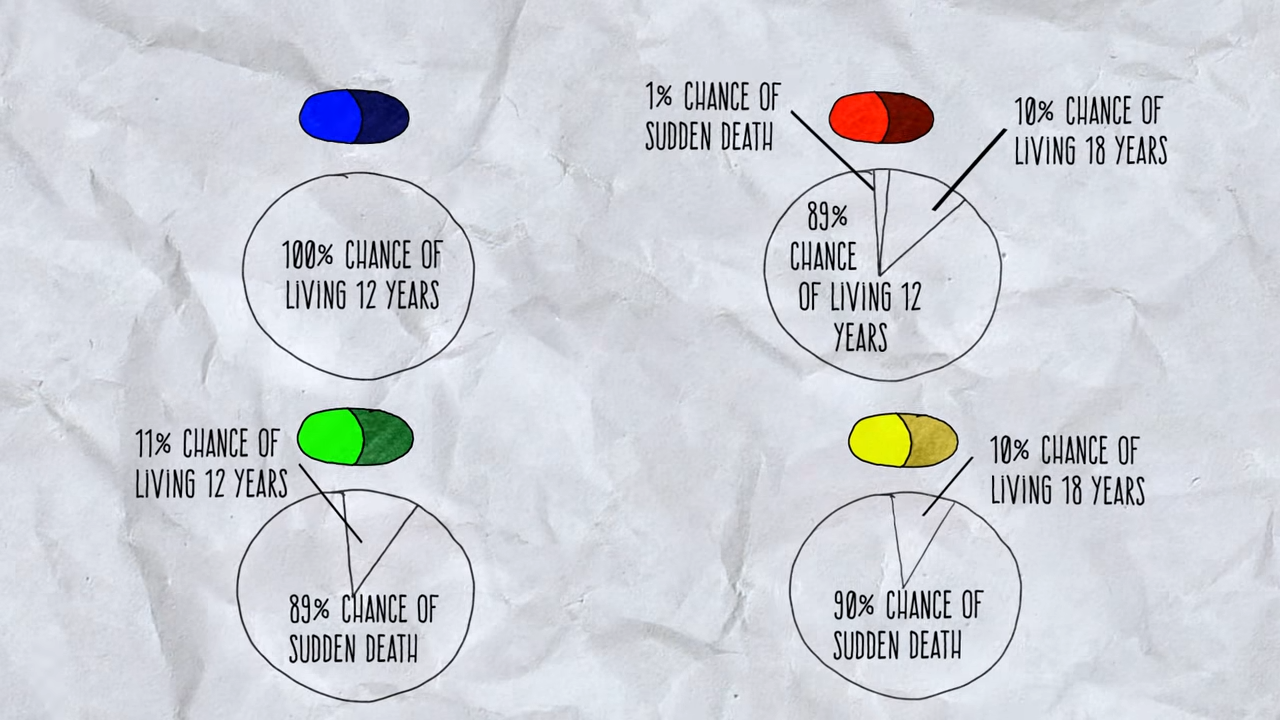 1% CHANCE OF
SUDDEN DEATH
10% CHANCE OF
LIVING 18 YEARS
100% CHANCE OF
LIVING 12 YEARS
89%
CHANCE
OF LIVING 12
YEARS
11% CHANCE OF
LIVING 12 YEARS
89% CHANCE OF
SUDDEN DEATH
10% CHANCE OF
LIVING 18 YEARS
90% CHANCE OF
SUDDEN DEATH